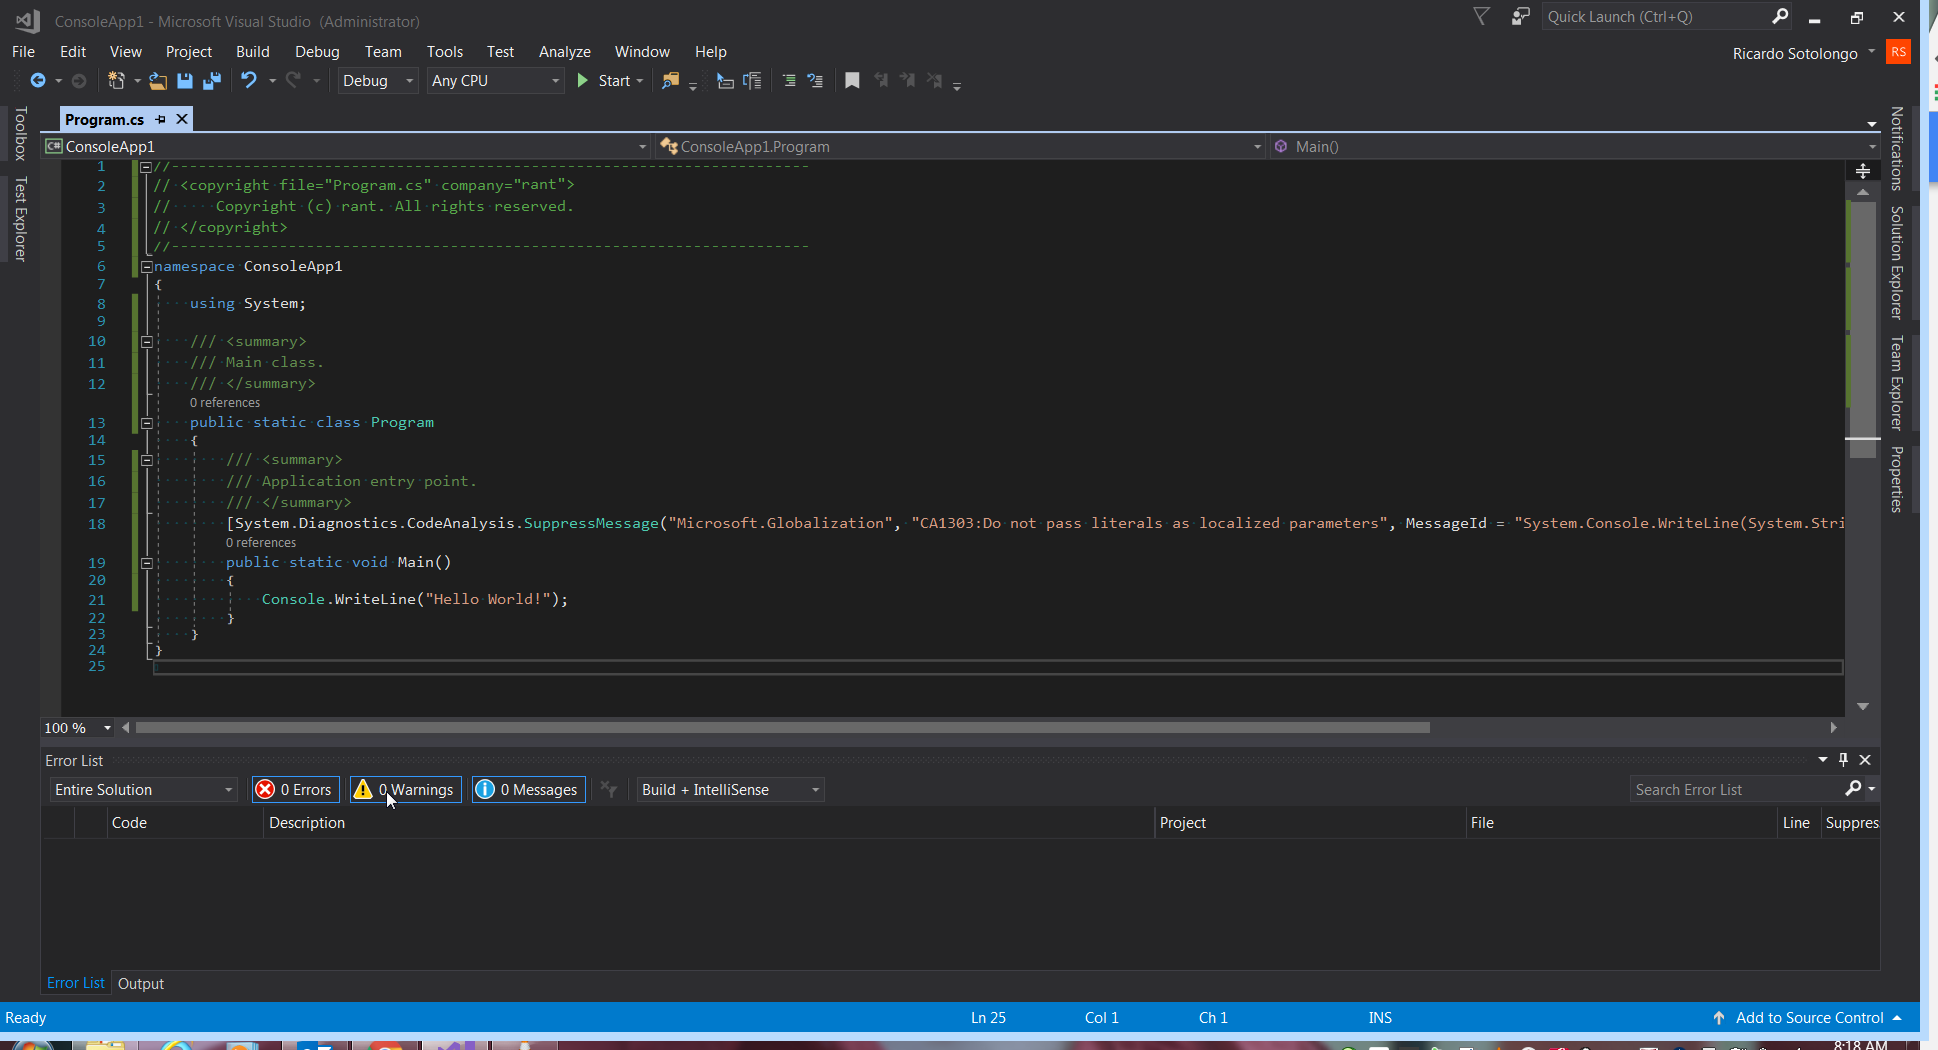 ConsoleApp1 - Microsoft Visual Studio (Administrator)
Quick Launch (Ctrl+Q)
File Edit View Project Build Debug Team Tools Test Analyze Window Help
Ricardo Sotolongo RS
Debug Any CPU Start
Toolbox
Test Explorer
Program.cs
ConsoleApp1 ConsoleApp1.Program Main()
1 //-----------------------------------------------------------------------
2 // <copyright file="Program.cs" company="rant">
3 //     Copyright (c) rant. All rights reserved.
4 // </copyright>
5 //-----------------------------------------------------------------------
6 namespace ConsoleApp1
7 {
8     using System;
9
10     /// <summary>
11     /// Main class.
12     /// </summary>
0 references
13     public static class Program
14     {
15         /// <summary>
16         /// Application entry point.
17         /// </summary>
18         [System.Diagnostics.CodeAnalysis.SuppressMessage("Microsoft.Globalization", "CA1303:Do not pass literals as localized parameters", MessageId = "System.Console.WriteLine(System.Stri
0 references
19         public static void Main()
20         {
21             Console.WriteLine("Hello World!");
22         }
23     }
24 }
25
Notifications
Solution Explorer
Team Explorer
Properties
100 %
Error List
Entire Solution 0 Errors 0 Warnings 0 Messages Build + IntelliSense Search Error List
Code Description Project File Line Suppres
Error List Output
Ready Ln 25 Col 1 Ch 1 INS Add to Source Control
8:18 AM